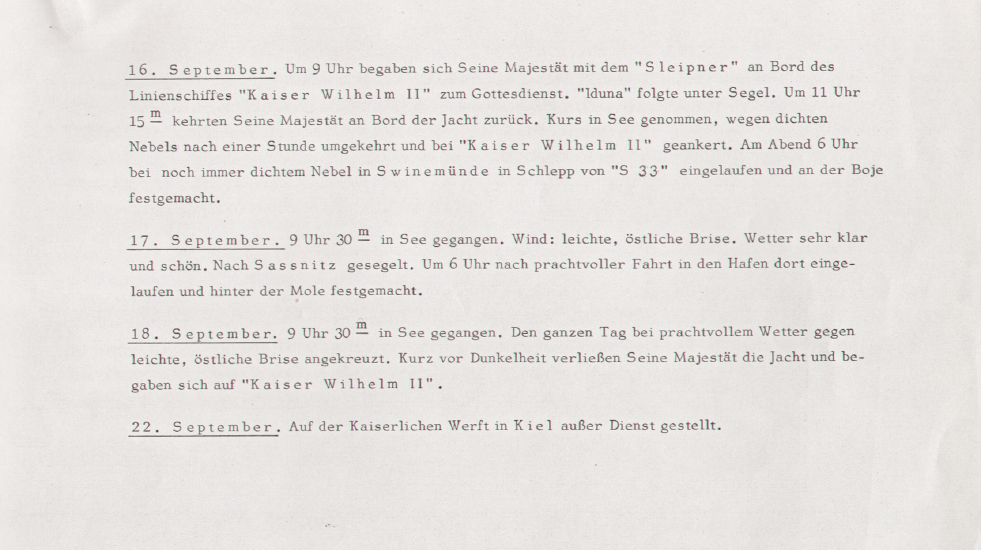 16. September. Um 9 Uhr begaben sich Seine Majestät mit dem "Sleipner" an Bord des
Linienschiffes "Kaiser Wilhelm II" zum Gottesdienst. "Iduna" folgte unter Segel. Um 11 Uhr
15 m kehrten Seine Majestät an Bord der Jacht zurück. Kurs in See genommen, wegen dichten
Nebels nach einer Stunde umgekehrt und bei "Kaiser Wilhelm II" geankert. Am Abend 6 Uhr
bei noch immer dichtem Nebel in Swinemünde in Schlepp von "S 33" eingelaufen und an der Boje
festgemacht.
17. September. 9 Uhr 30 m in See gegangen. Wind: leichte, östliche Brise. Wetter sehr klar
und schön. Nach Sassnitz gesegelt. Um 6 Uhr nach prachtvoller Fahrt in den Hafen dort einge-
laufen und hinter der Mole festgemacht.
18. September. 9 Uhr 30 m in See gegangen. Den ganzen Tag bei prachtvollem Wetter gegen
leichte, östliche Brise angekreuzt. Kurz vor Dunkelheit verließen Seine Majestät die Jacht und be-
gaben sich auf "Kaiser Wilhelm II".
22. September. Auf der Kaiserlichen Werft in Kiel außer Dienst gestellt.